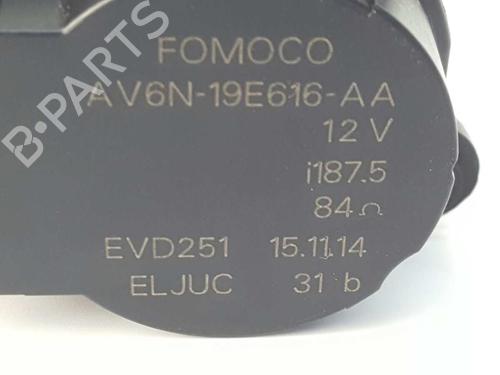 B-PARTS
FOMOCO
AV6N-19E616-AA
12 V
i187.5
84Ω
EVD251 15.11.14
ELJUC 31 b